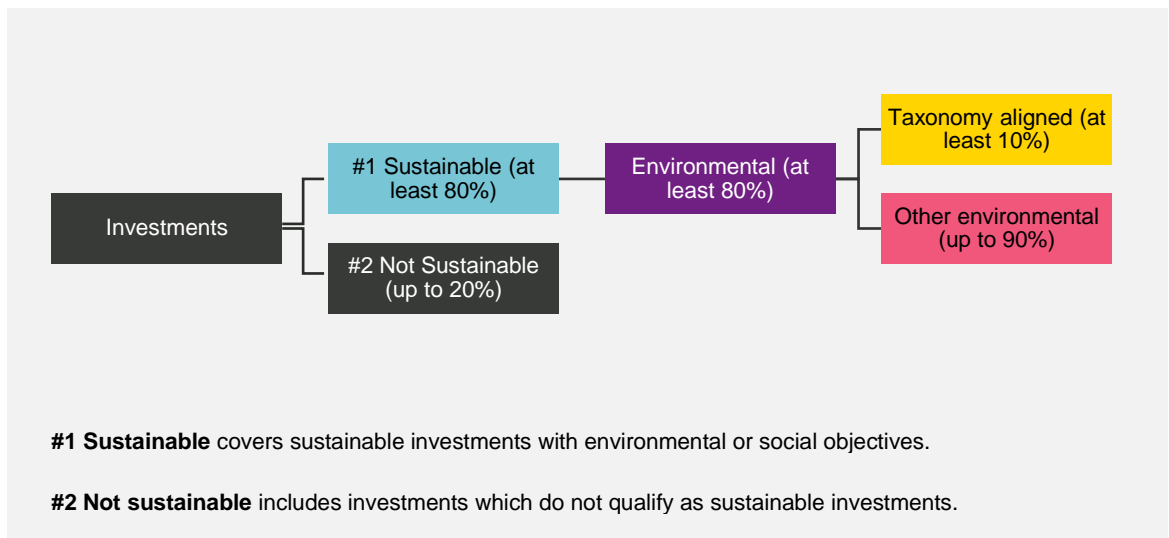 Investments
#1 Sustainable (at
least 80%)
#2 Not Sustainable
(up to 20%)
Environmental (at
least 80%)
Taxonomy aligned (at
least 10%)
Other environmental
(up to 90%)
#1 Sustainable covers sustainable investments with environmental or social objectives.
#2 Not sustainable includes investments which do not qualify as sustainable investments.